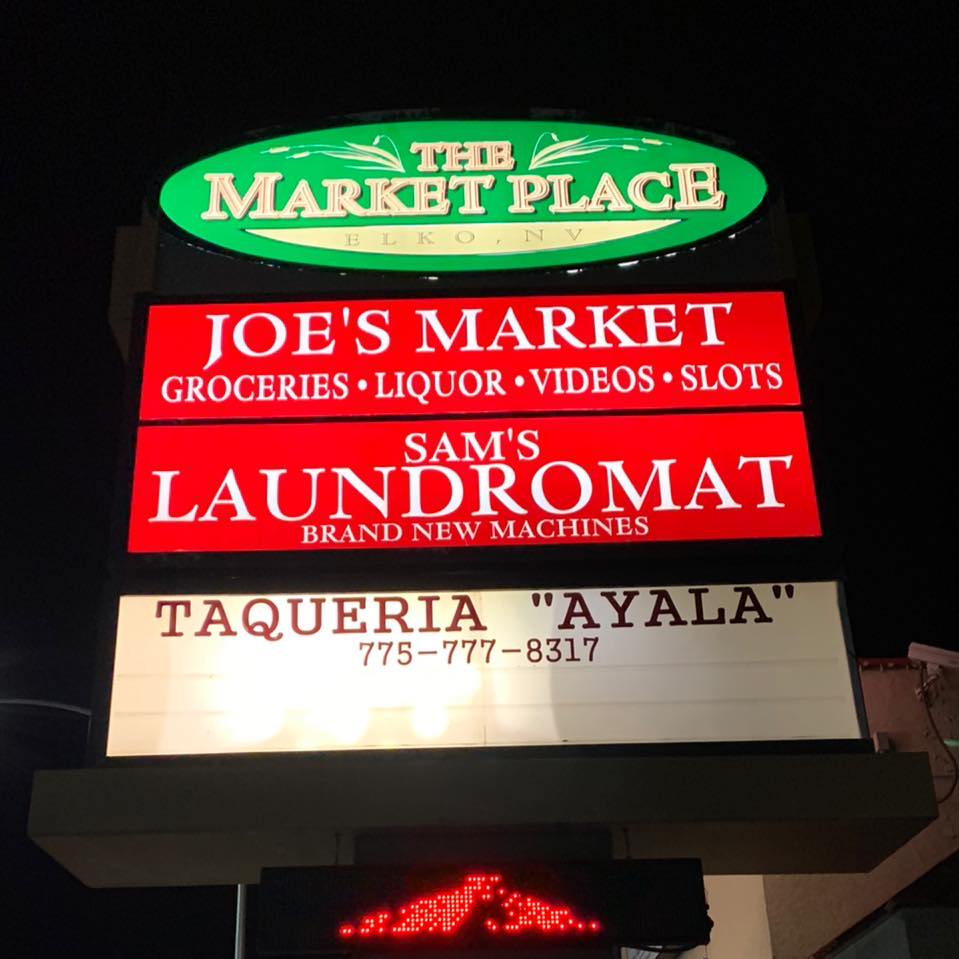 THE
MARKET PLACE
ELKO, NV
JOE'S MARKET
GROCERIES • LIQUOR • VIDEOS • SLOTS
SAM'S
LAUNDROMAT
BRAND NEW MACHINES
TAQUERIA "AYALA"
775-777-8317